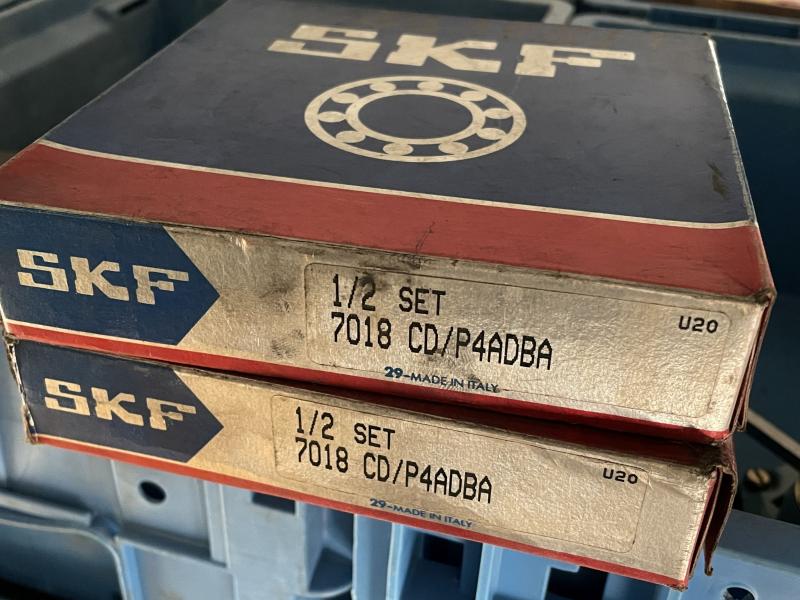 SKF
SKF
1/2 SET
7018 CD/P4ADBA
U20
29-MADE IN ITALY
SKF
1/2 SET
7018 CD/P4ADBA
U20
29-MADE IN ITALY